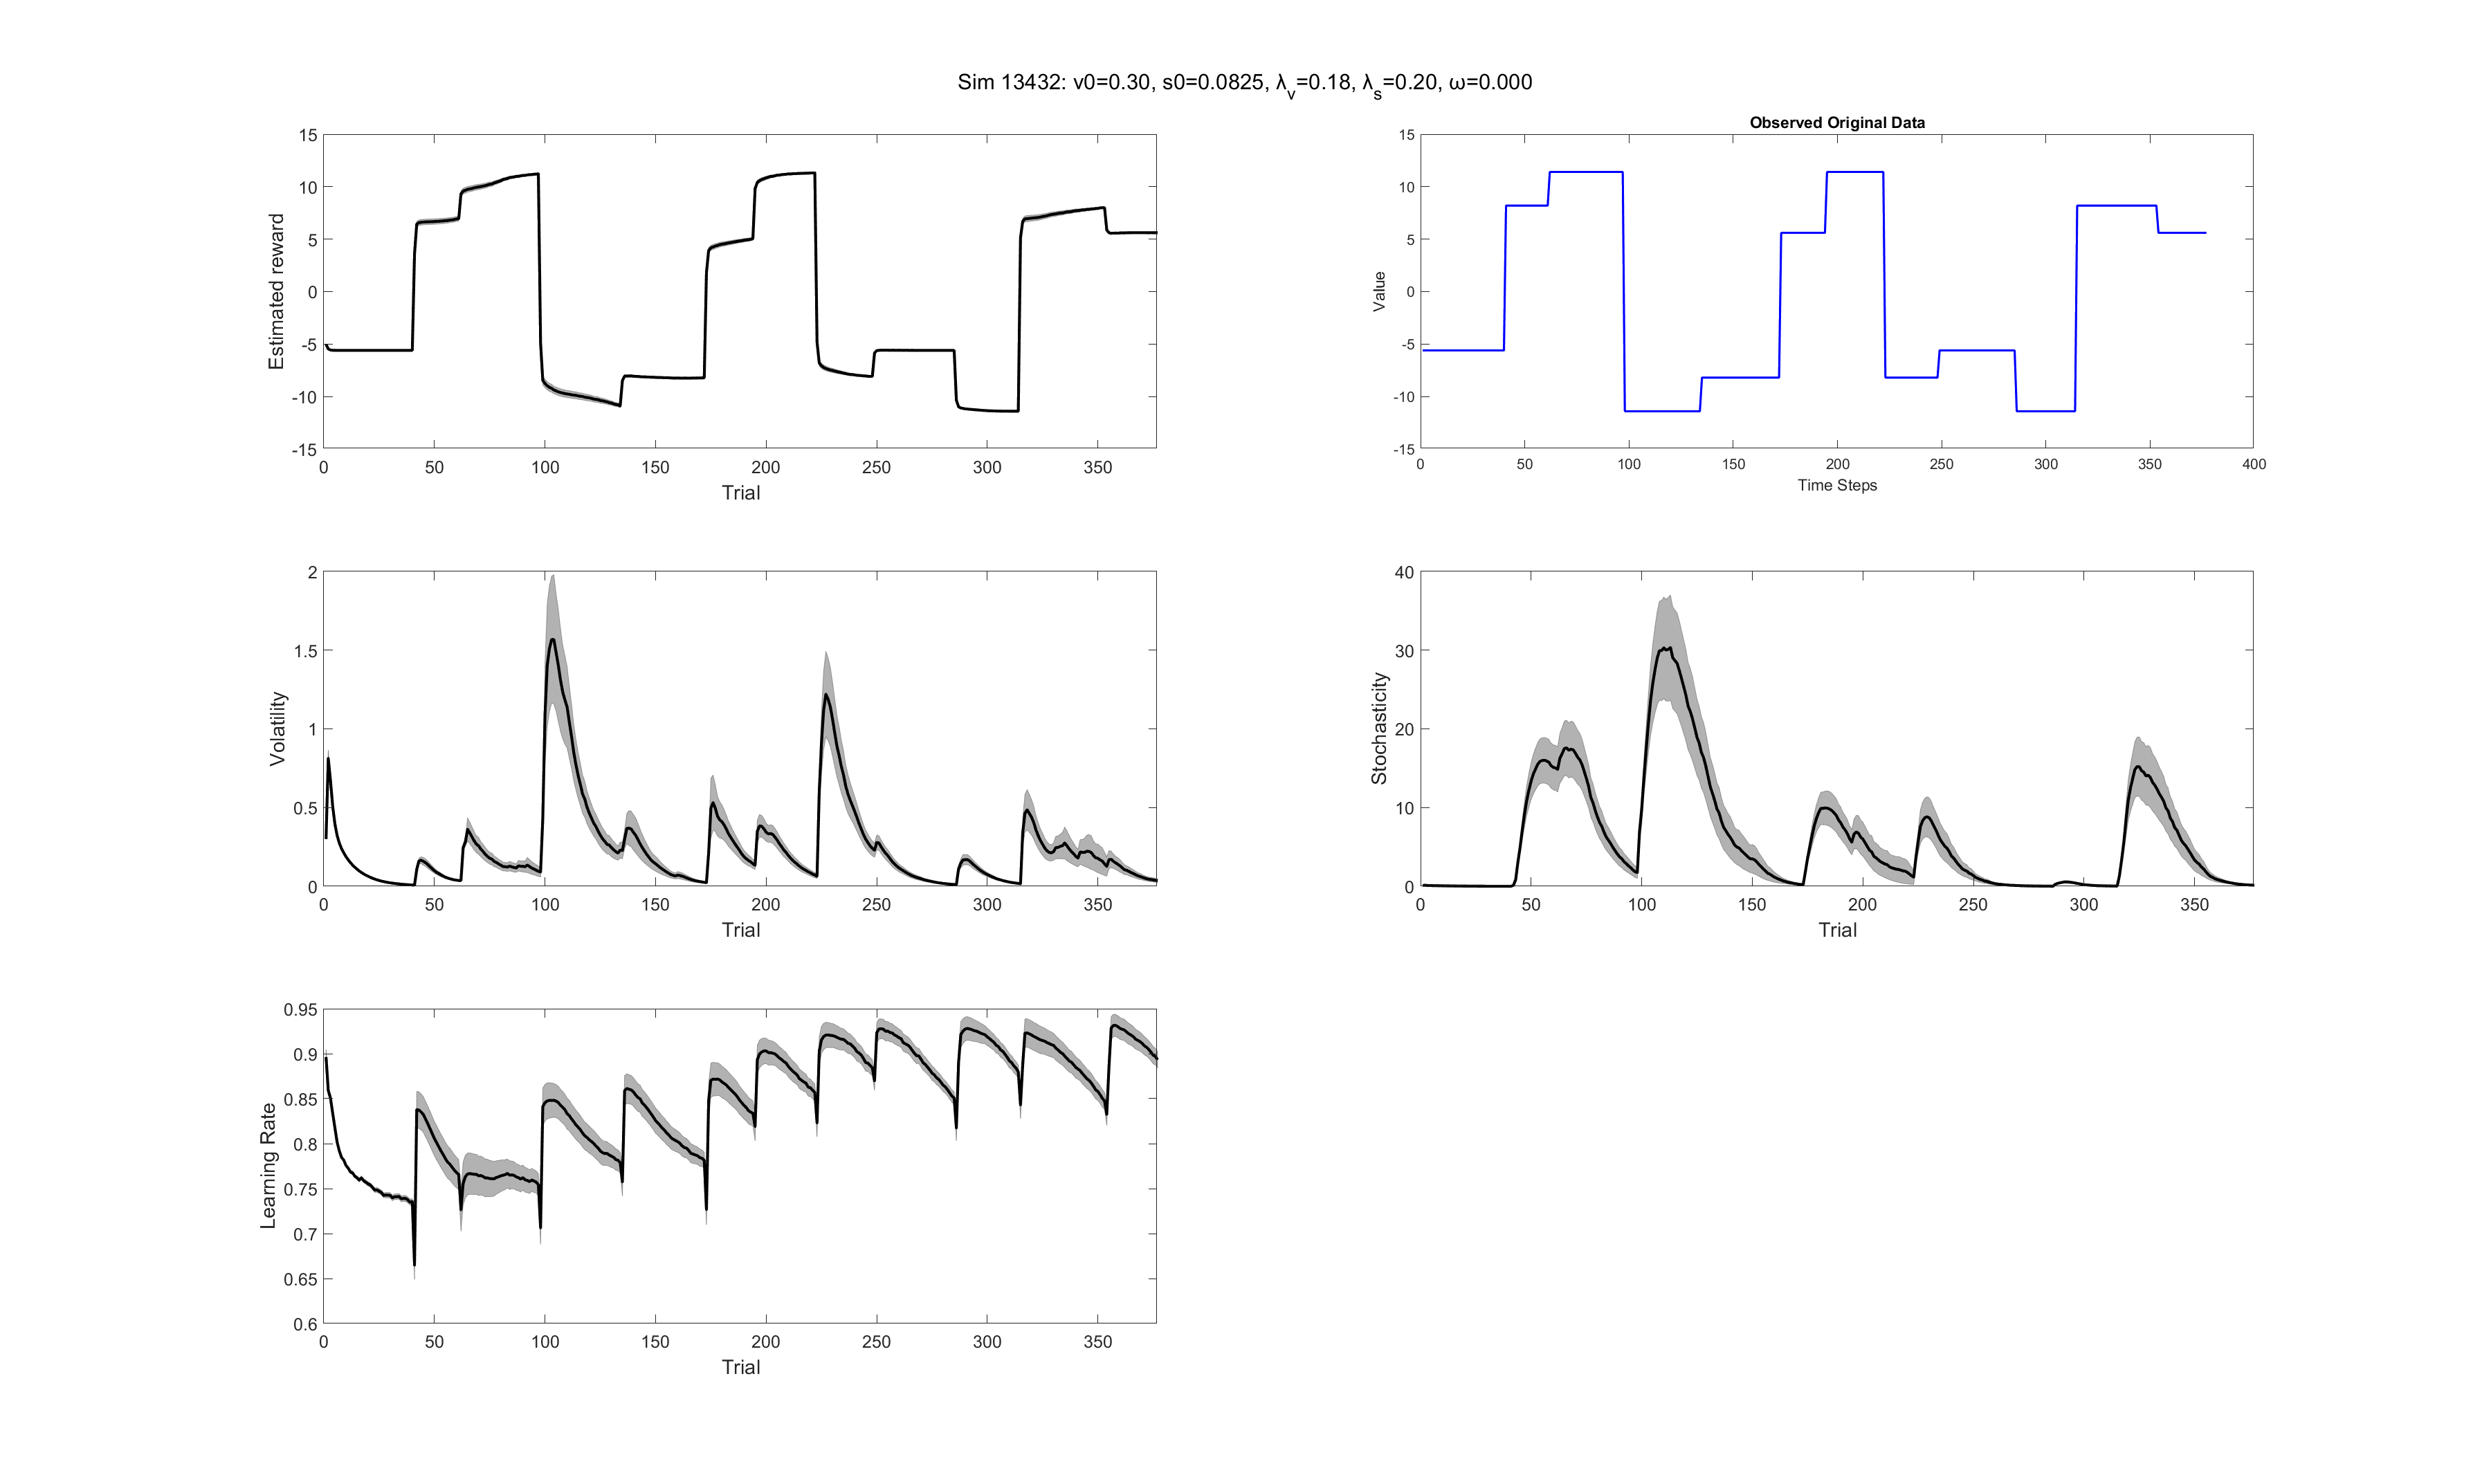 Sim 13432: v0=0.30, s0=0.0825, λv=0.18, λs=0.20, ω=0.000
15
10
5
0
-5
-10
-15
Estimated reward
0 50 100 150 200 250 300 350
Trial
Observed Original Data
15
10
5
0
-5
-10
-15
Value
0 50 100 150 200 250 300 350 400
Time Steps
2
1.5
1
0.5
0
Volatility
0 50 100 150 200 250 300 350
Trial
40
30
20
10
0
Stochasticity
0 50 100 150 200 250 300 350
Trial
0.95
0.9
0.85
0.8
0.75
0.7
0.65
0.6
Learning Rate
0 50 100 150 200 250 300 350
Trial